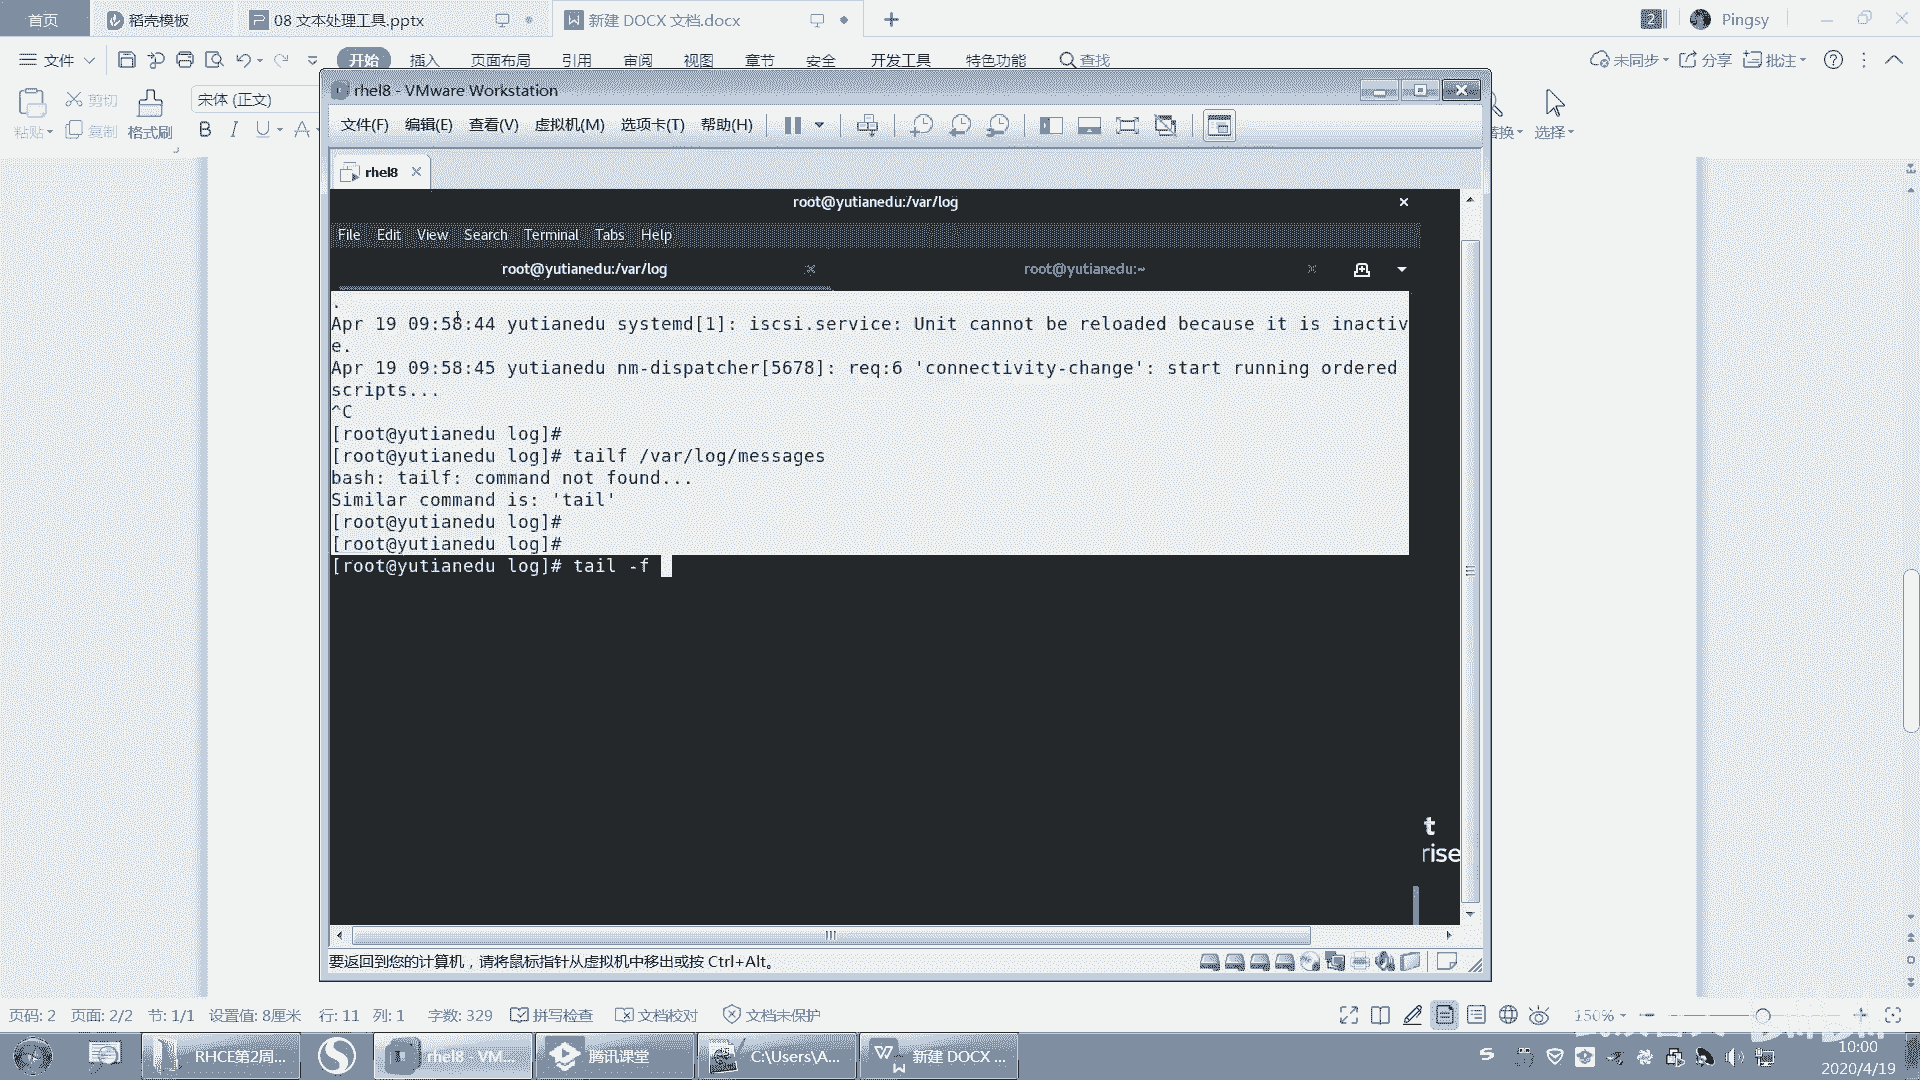 首页 稻壳模板 08 文本处理工具.pptx 新建 DOCX 文档.docx 2 Pingsy
文件 开始 插入 页面布局 引用 审阅 视图 章节 安全 开发工具 特色功能 查找 未同步 分享 批注
粘贴 剪切 复制 格式刷 宋体 (正文) B I U A 替换 选择
rhel8 - VMware Workstation
文件(F) 编辑(E) 查看(V) 虚拟机(M) 选项卡(T) 帮助(H)
rhel8
root@yutianedu:/var/log
File Edit View Search Terminal Tabs Help
root@yutianedu:/var/log root@yutianedu:~
.
Apr 19 09:58:44 yutianedu systemd[1]: iscsi.service: Unit cannot be reloaded because it is inactiv
e.
Apr 19 09:58:45 yutianedu nm-dispatcher[5678]: req:6 'connectivity-change': start running ordered
scripts...
^C
[root@yutianedu log]#
[root@yutianedu log]# tailf /var/log/messages
bash: tailf: command not found...
Similar command is: 'tail'
[root@yutianedu log]#
[root@yutianedu log]#
[root@yutianedu log]# tail -f
t
rise
要返回到您的计算机，请将鼠标指针从虚拟机中移出或按 Ctrl+Alt。
页码: 2 页面: 2/2 节: 1/1 设置值: 8厘米 行: 11 列: 1 字数: 329 拼写检查 文档校对 文档未保护 150%
RHCE第2周... rhel8 - VM... 腾讯课堂 C:\Users\A... 新建 DOCX ...
10:00
2020/4/19